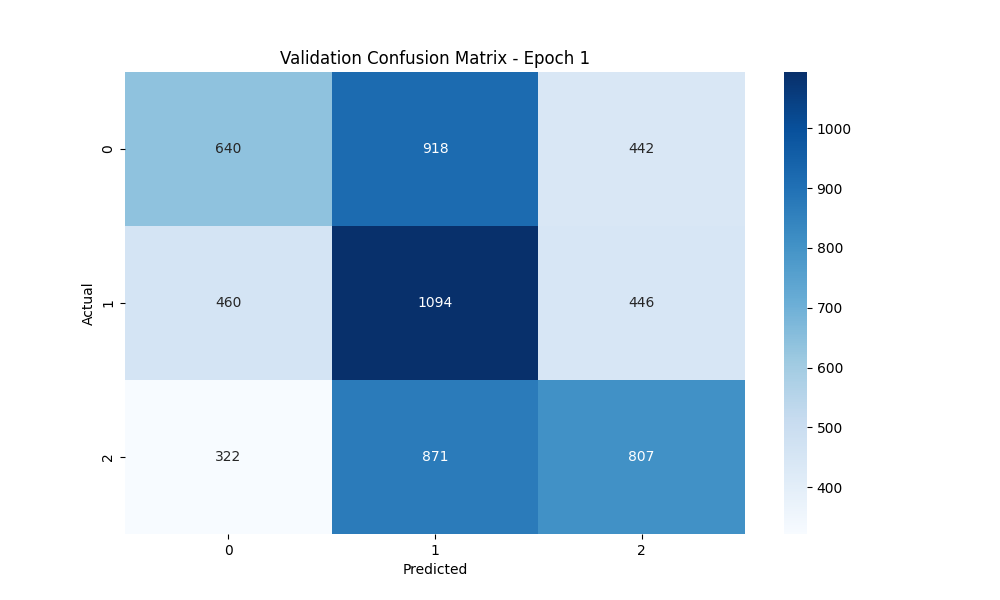 Validation Confusion Matrix - Epoch 1
0 640 918 442
1 460 1094 446
2 322 871 807
0 1 2
Actual
Predicted
1000
900
800
700
600
500
400